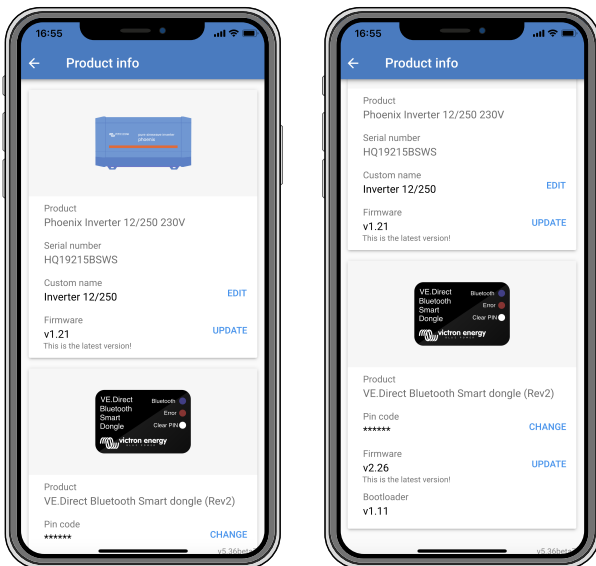 16:55
Product info
phoenix
Product
Phoenix Inverter 12/250 230V
Serial number
HQ19215BSWS
Custom name
Inverter 12/250
EDIT
Firmware
v1.21
UPDATE
This is the latest version!
VE.Direct
Bluetooth
Smart
Dongle
Bluetooth
Error
Clear PIN
victron energy
BLUE POWER
Product
VE.Direct Bluetooth Smart dongle (Rev2)
Pin code
******
CHANGE
v5.36beta
16:55
Product info
Product
Phoenix Inverter 12/250 230V
Serial number
HQ19215BSWS
Custom name
Inverter 12/250
EDIT
Firmware
v1.21
UPDATE
This is the latest version!
VE.Direct
Bluetooth
Smart
Dongle
Bluetooth
Error
Clear PIN
victron energy
BLUE POWER
Product
VE.Direct Bluetooth Smart dongle (Rev2)
Pin code
******
CHANGE
Firmware
v2.26
UPDATE
This is the latest version!
Bootloader
v1.11
v5.36beta